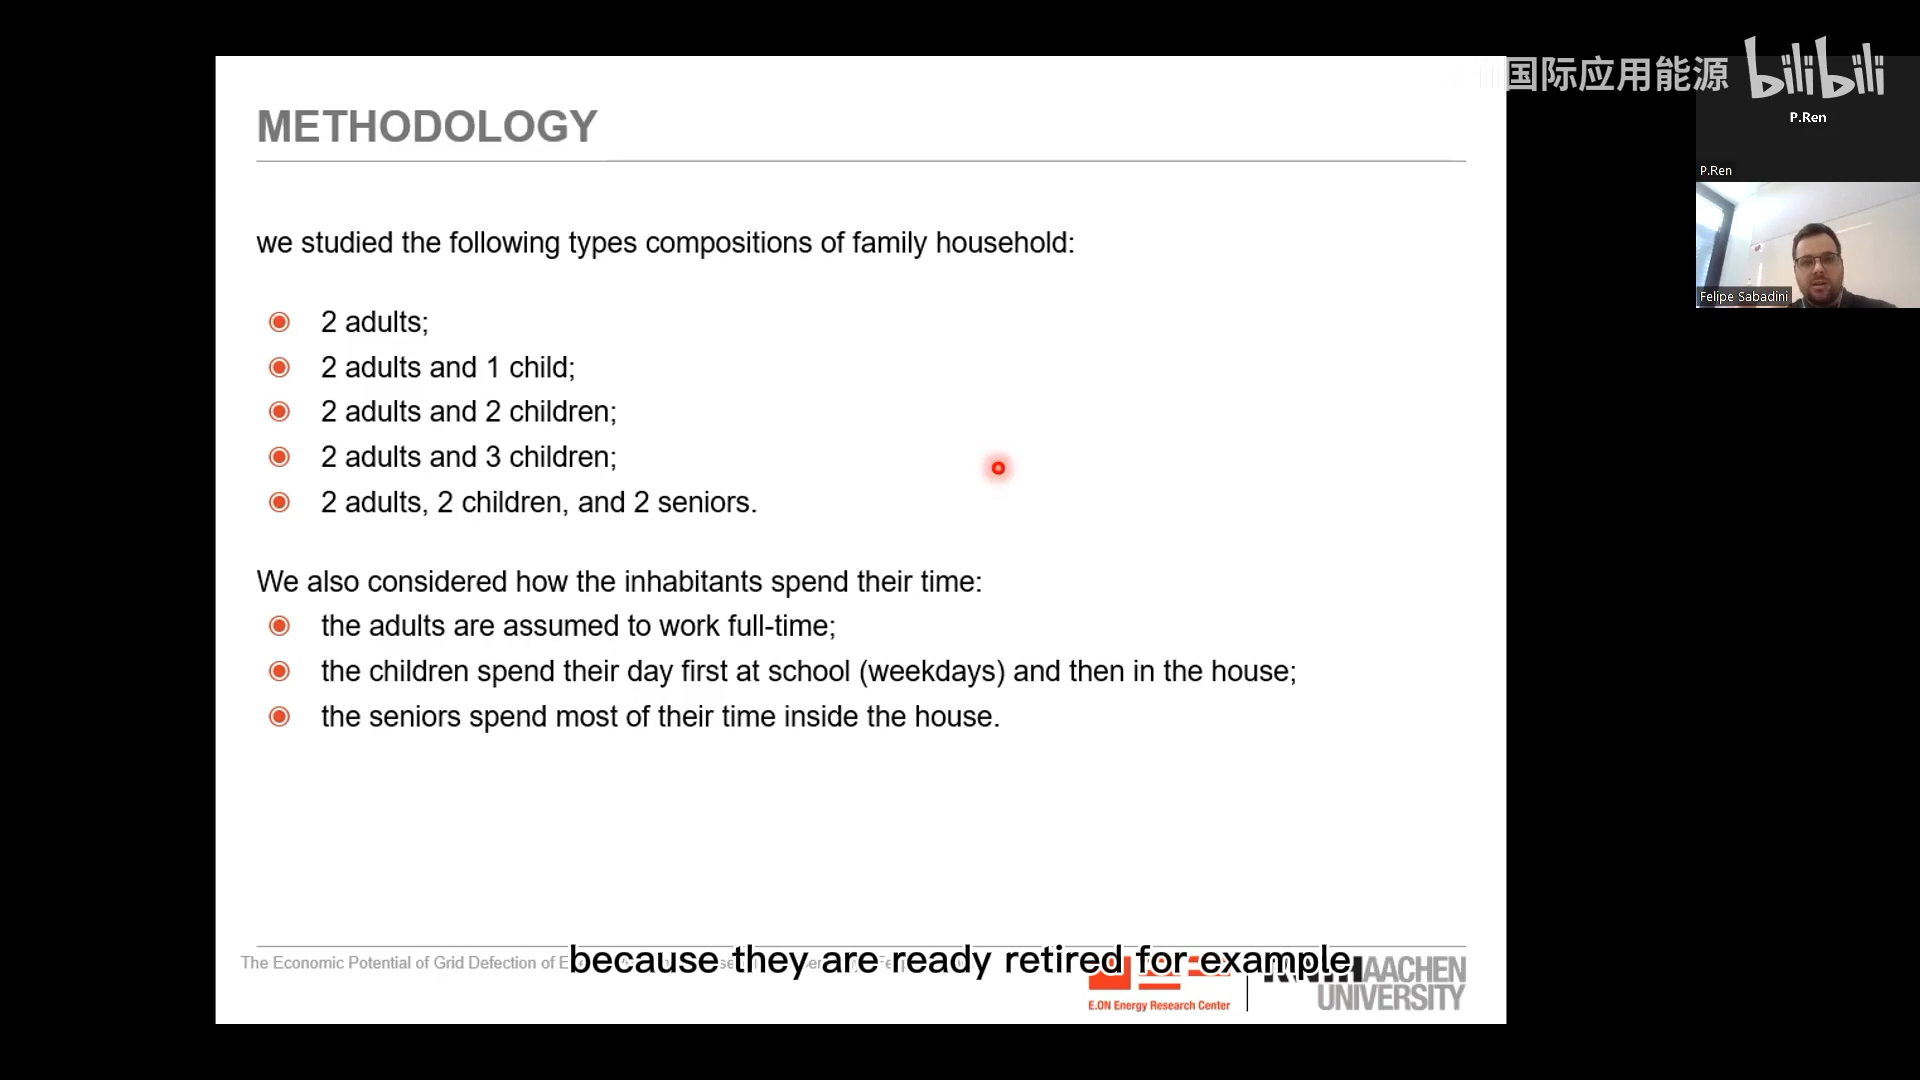 国际应用能源 bilibili
P.Ren
P.Ren
Felipe Sabadini
METHODOLOGY
we studied the following types compositions of family household:
2 adults;
2 adults and 1 child;
2 adults and 2 children;
2 adults and 3 children;
2 adults, 2 children, and 2 seniors.
We also considered how the inhabitants spend their time:
the adults are assumed to work full-time;
the children spend their day first at school (weekdays) and then in the house;
the seniors spend most of their time inside the house.
The Economic Potential of Grid Defection of E
because they are ready retired for example,
E.ON Energy Research Center
AACHEN
UNIVERSITY